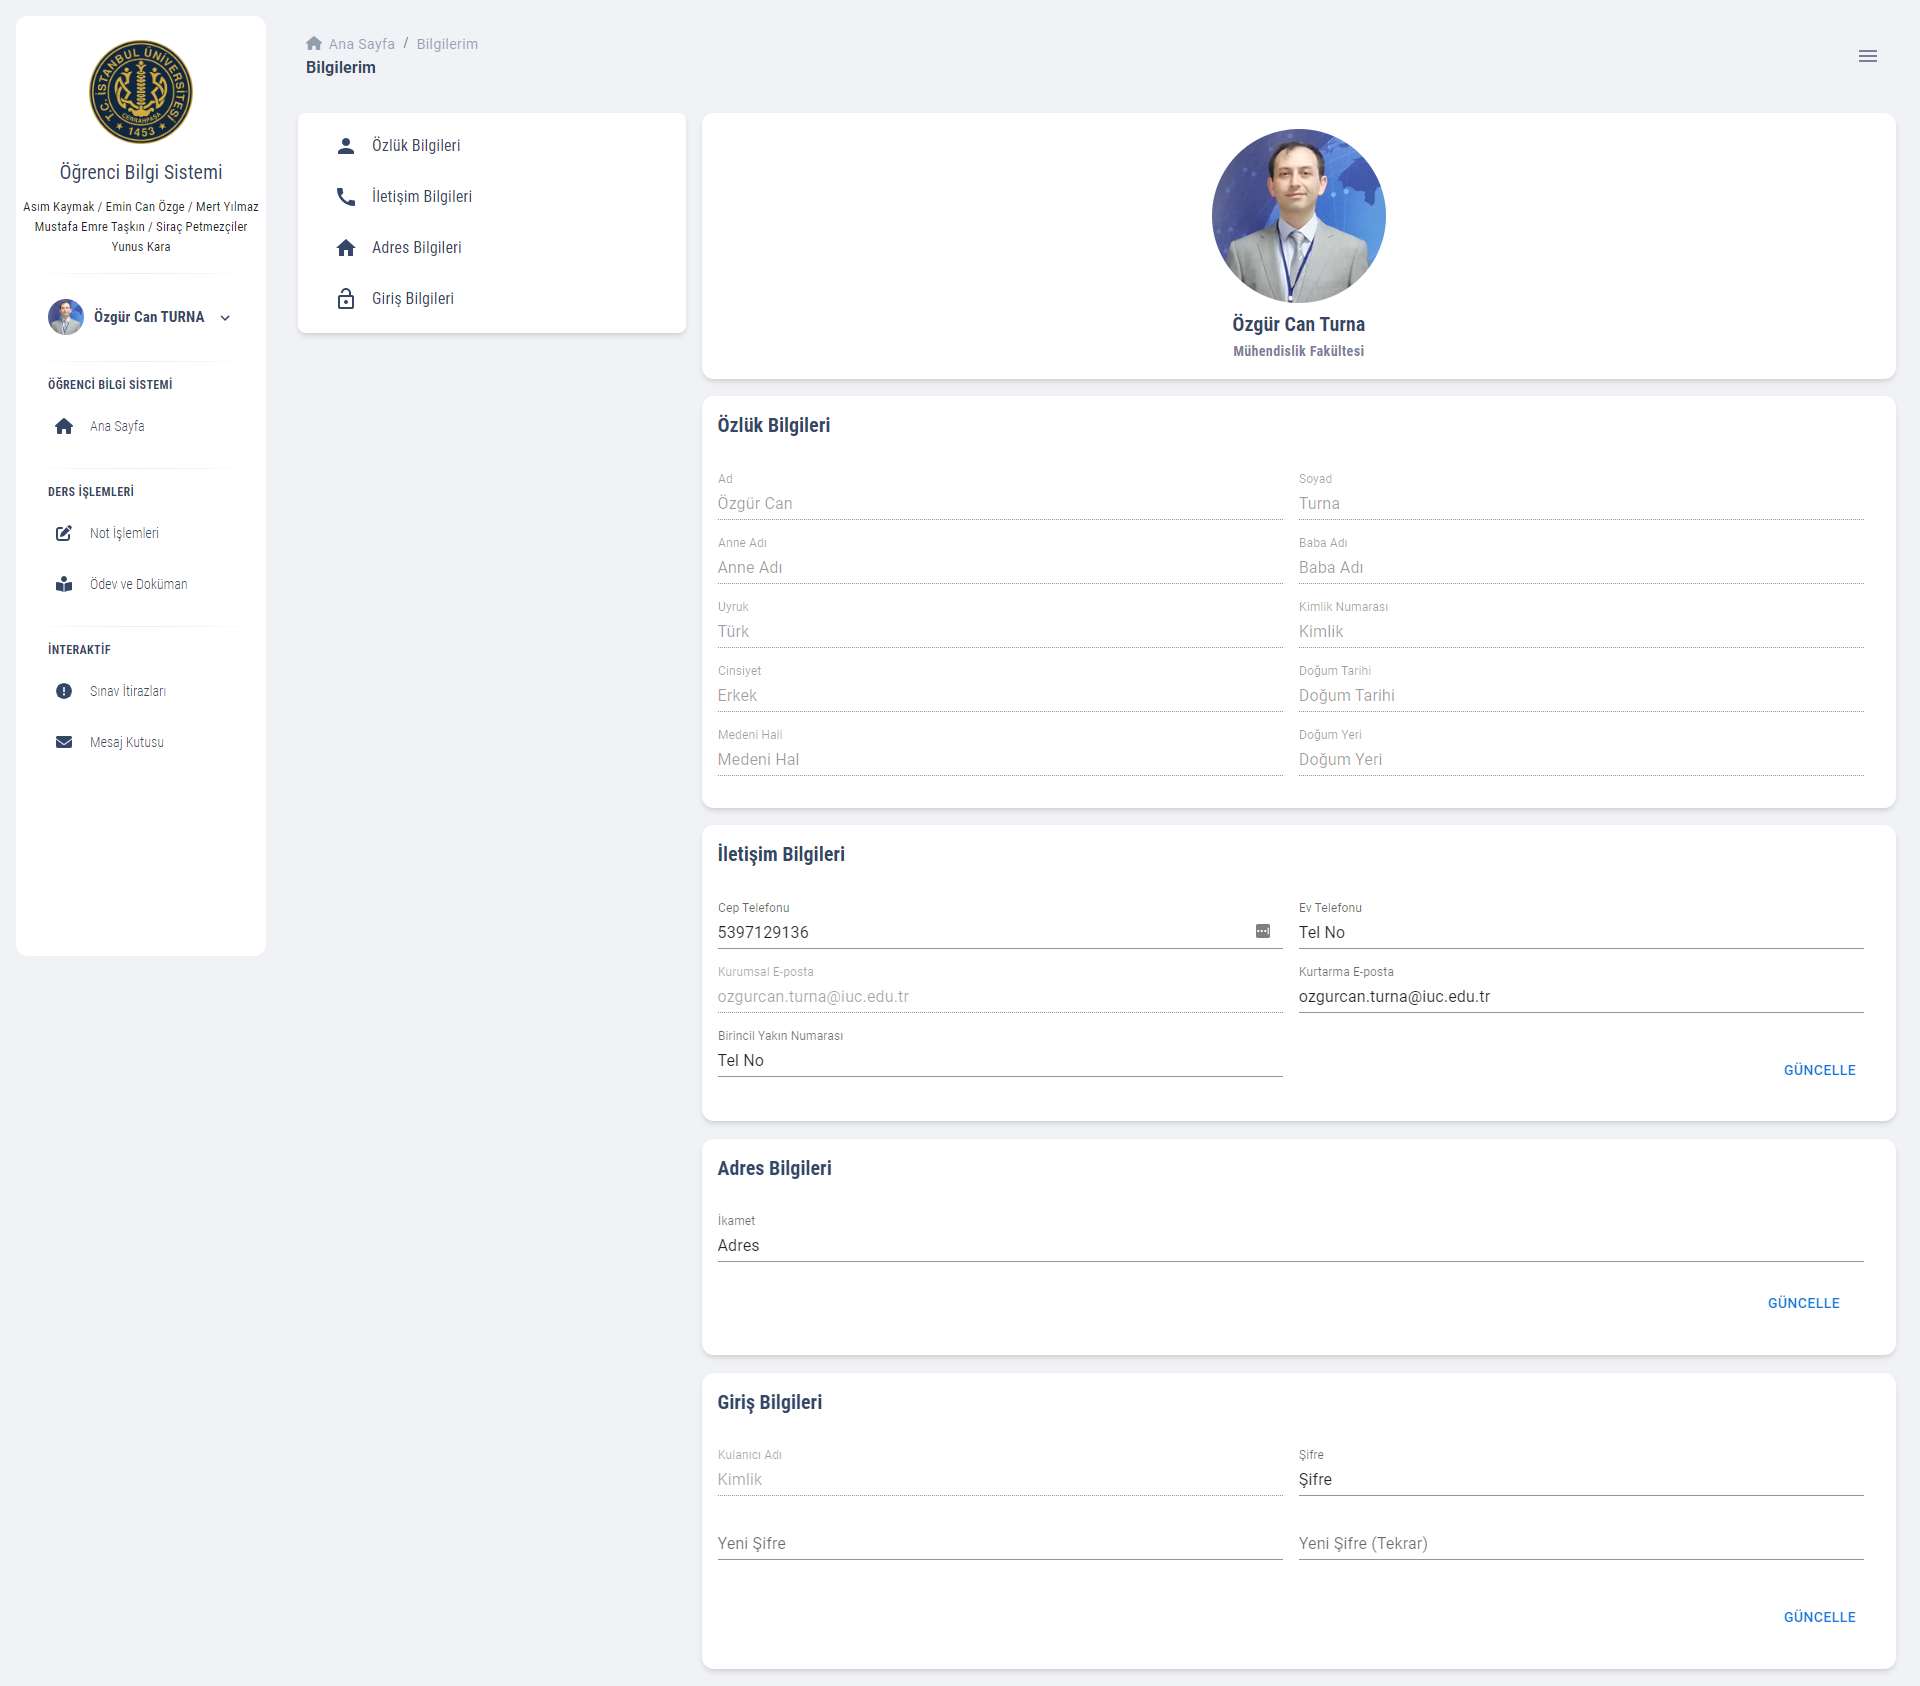 T.C. İSTANBUL ÜNİVERSİTESİ
CERRAHPAŞA
1453
Öğrenci Bilgi Sistemi
Asım Kaymak / Emin Can Özge / Mert Yılmaz
Mustafa Emre Taşkın / Siraç Petmezçiler
Yunus Kara
Özgür Can TURNA
ÖĞRENCİ BİLGİ SİSTEMİ
Ana Sayfa
DERS İŞLEMLERİ
Not İşlemleri
Ödev ve Doküman
İNTERAKTİF
Sınav İtirazları
Mesaj Kutusu
Ana Sayfa / Bilgilerim
Bilgilerim
Özlük Bilgileri
İletişim Bilgileri
Adres Bilgileri
Giriş Bilgileri
Özgür Can Turna
Mühendislik Fakültesi
Özlük Bilgileri
Ad
Özgür Can
Soyad
Turna
Anne Adı
Anne Adı
Baba Adı
Baba Adı
Uyruk
Türk
Kimlik Numarası
Kimlik
Cinsiyet
Erkek
Doğum Tarihi
Doğum Tarihi
Medeni Hali
Medeni Hal
Doğum Yeri
Doğum Yeri
İletişim Bilgileri
Cep Telefonu
5397129136
Ev Telefonu
Tel No
Kurumsal E-posta
ozgurcan.turna@iuc.edu.tr
Kurtarma E-posta
ozgurcan.turna@iuc.edu.tr
Birincil Yakın Numarası
Tel No
GÜNCELLE
Adres Bilgileri
İkamet
Adres
GÜNCELLE
Giriş Bilgileri
Kulanıcı Adı
Kimlik
Şifre
Şifre
Yeni Şifre
Yeni Şifre (Tekrar)
GÜNCELLE